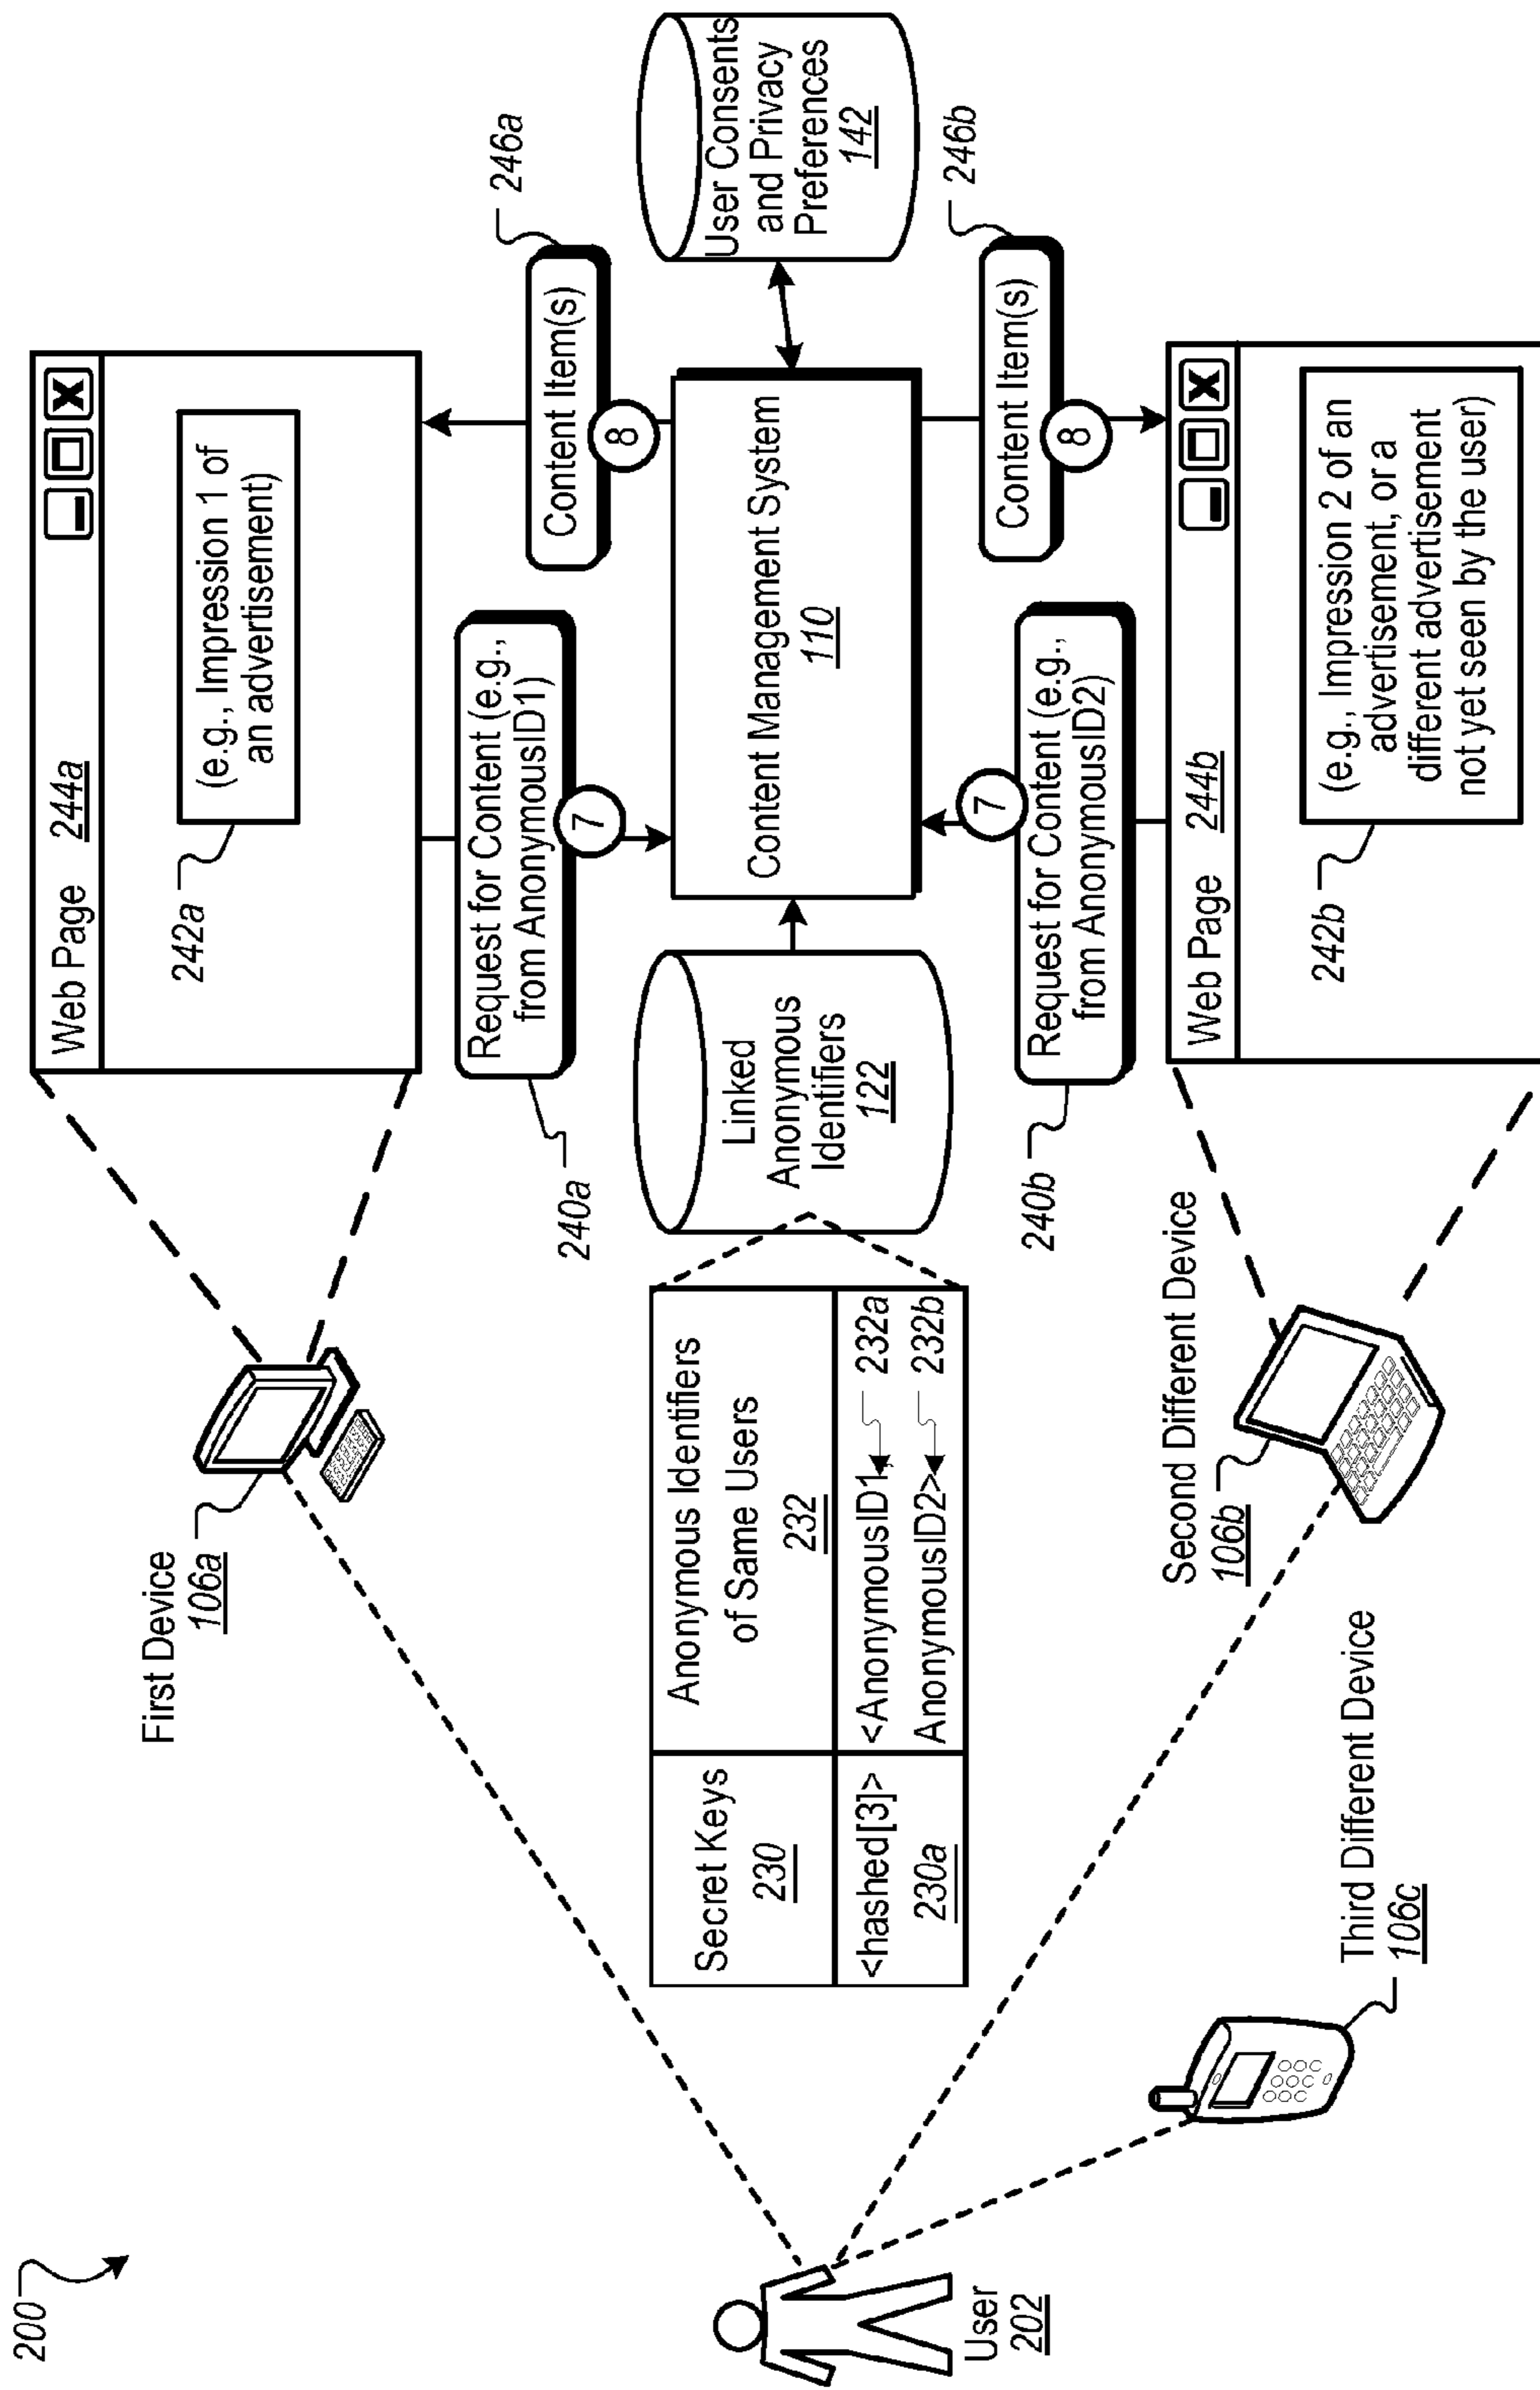 200
Web Page 244a
242a
(e.g., Impression 1 of
an advertisement)
First Device
106a
Request for Content (e.g.,
from AnonymousID1)
240a
7
Content Item(s)
246a
8
User
202
Secret Keys
230
Anonymous Identifiers
of Same Users
232
<hashed[3]>
230a
<AnonymousID1,
232a
AnonymousID2>
232b
Linked
Anonymous
Identifiers
122
Content Management System
110
User Consents
and Privacy
Preferences
142
Request for Content (e.g.,
from AnonymousID2)
240b
7
Content Item(s)
246b
8
Second Different Device
106b
Third Different Device
106c
Web Page 244b
242b
(e.g., Impression 2 of an
advertisement, or a
different advertisement
not yet seen by the user)